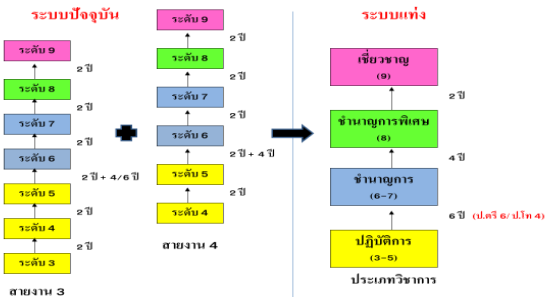 ระบบปัจจุบัน
ระดับ 9
2 ปี
ระดับ 8
2 ปี
ระดับ 7
2 ปี
ระดับ 6
2 ปี + 4/6 ปี
ระดับ 5
2 ปี
ระดับ 4
2 ปี
ระดับ 3
สายงาน 3
ระดับ 9
2 ปี
ระดับ 8
2 ปี
ระดับ 7
2 ปี
ระดับ 6
2 ปี + 4 ปี
ระดับ 5
2 ปี
ระดับ 4
สายงาน 4
ระบบแท่ง
เชี่ยวชาญ
(9)
2 ปี
ชำนาญการพิเศษ
(8)
4 ปี
ชำนาญการ
(6-7)
6 ปี (ป.ตรี 6/ป.โท 4)
ปฏิบัติการ
(3-5)
ประเภทวิชาการ